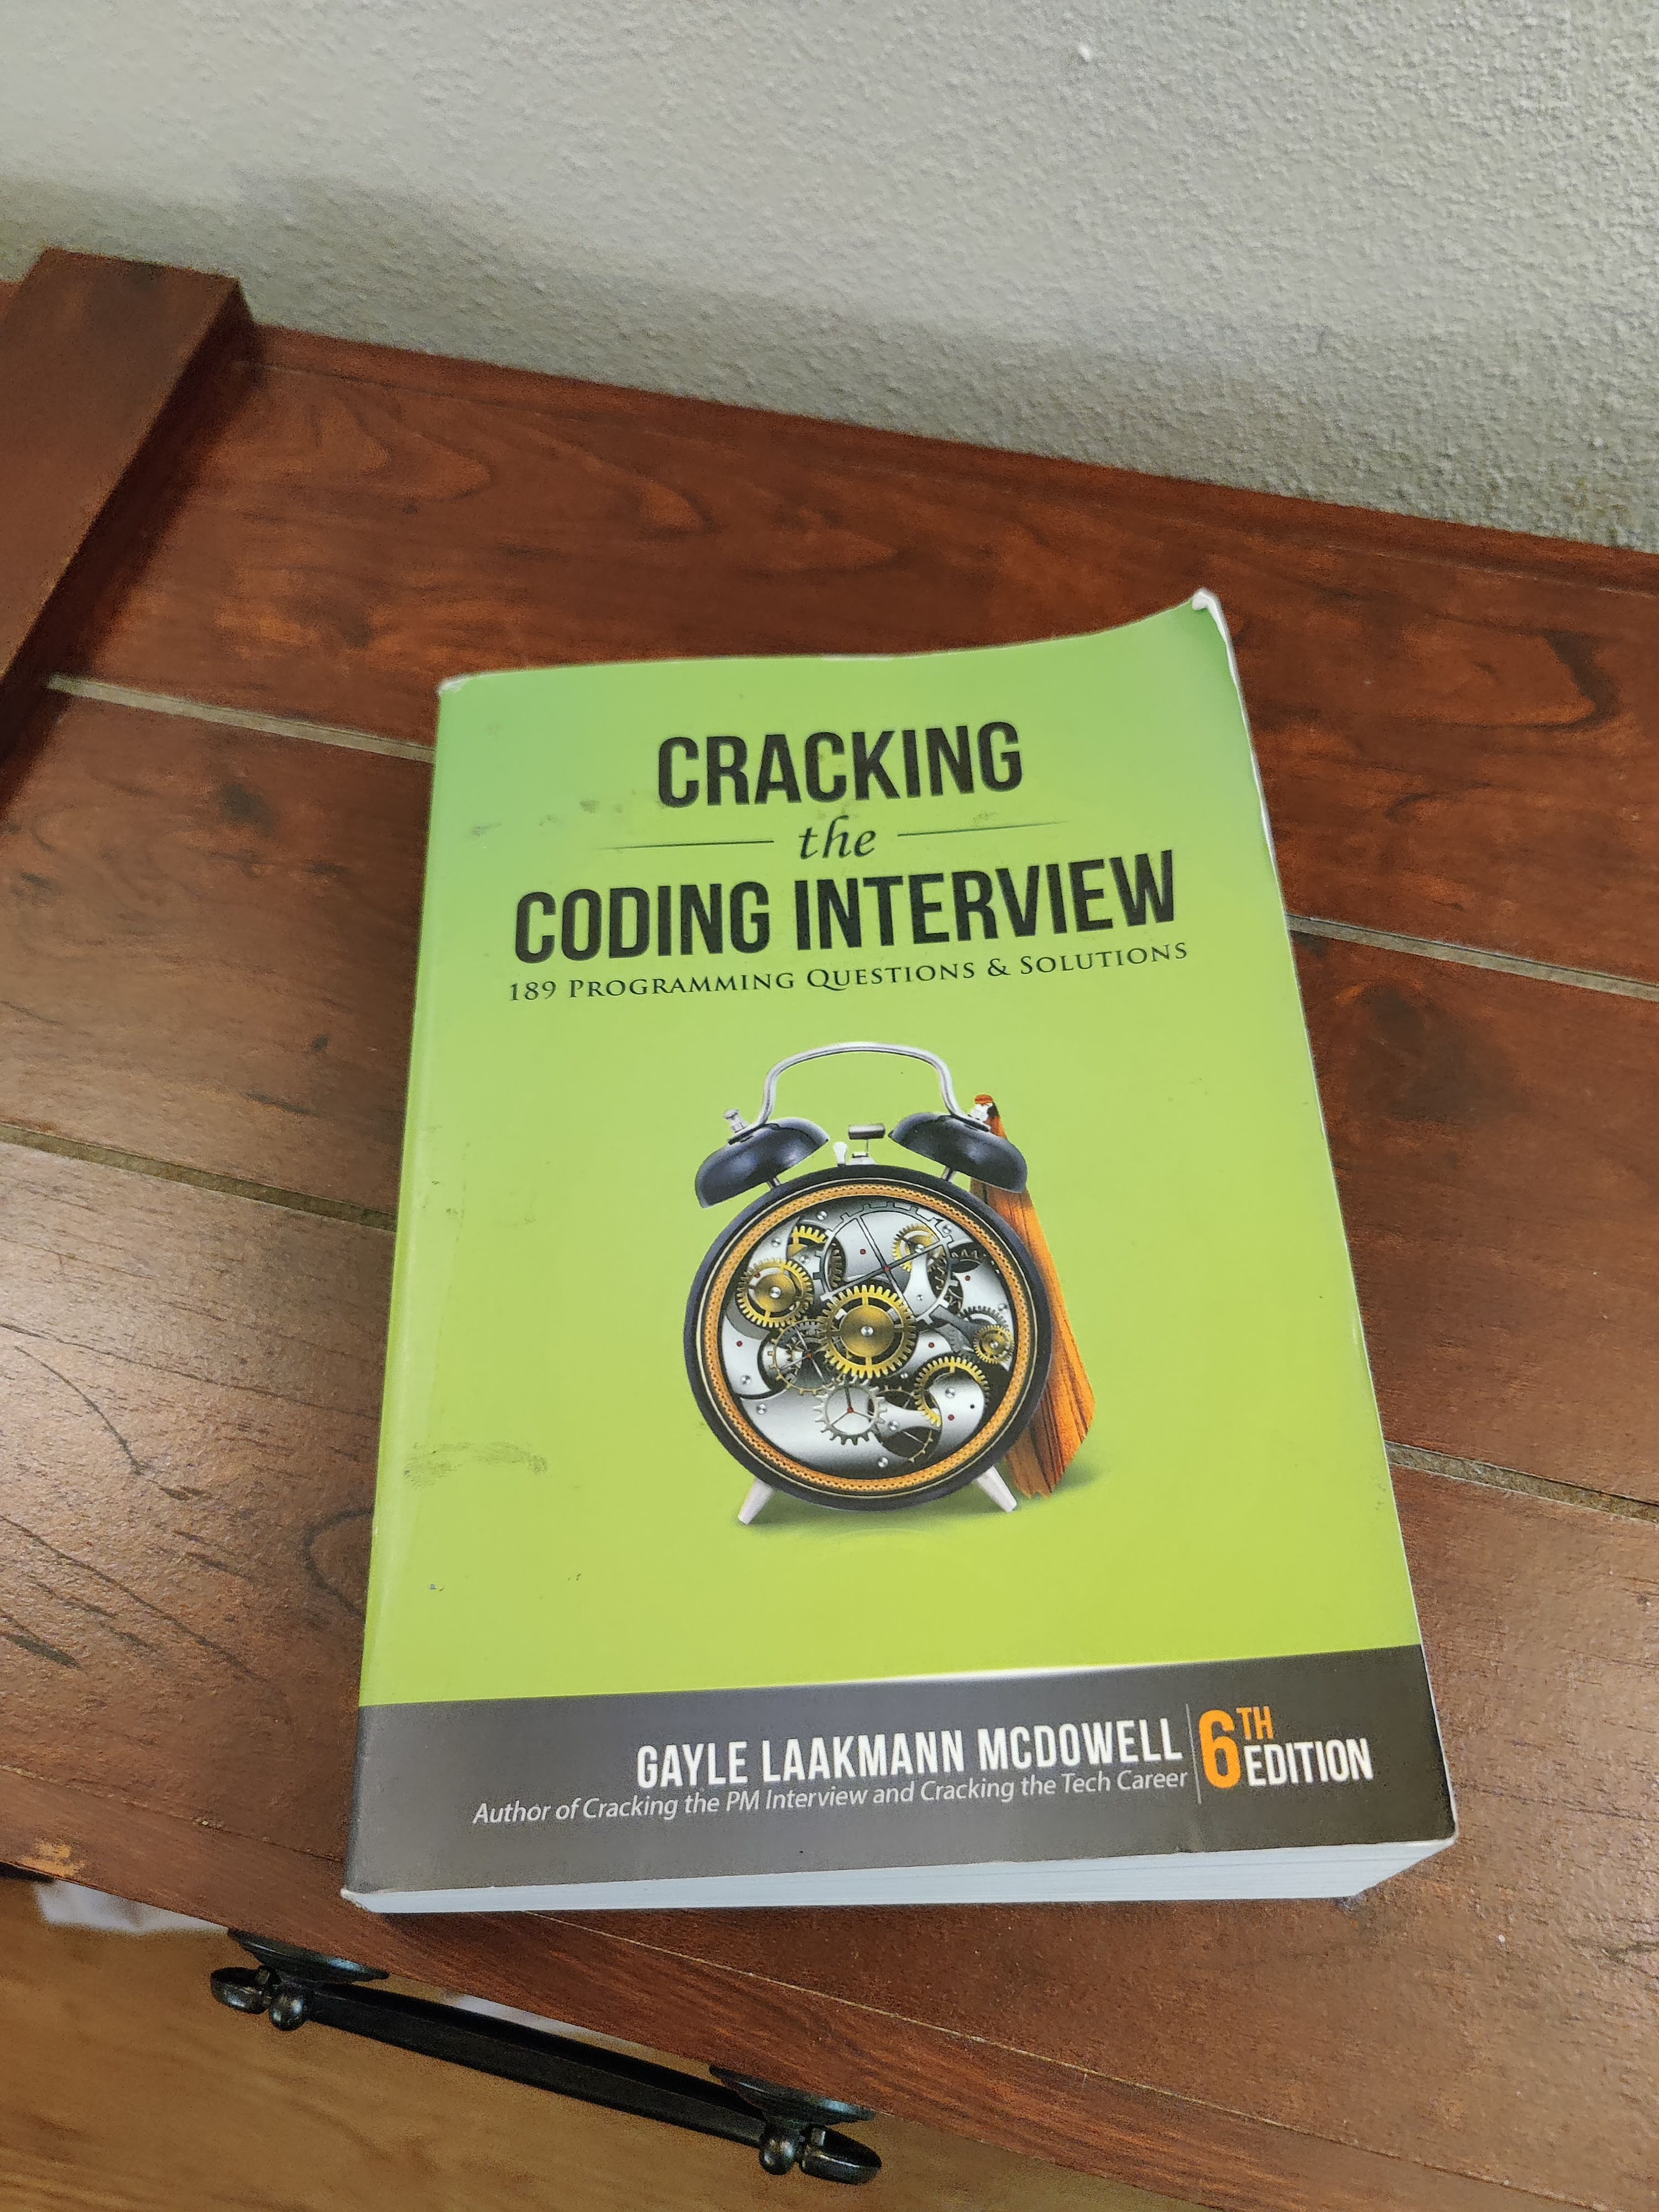 CRACKING
the
CODING INTERVIEW
189 PROGRAMMING QUESTIONS & SOLUTIONS
GAYLE LAAKMANN MCDOWELL
Author of Cracking the PM Interview and Cracking the Tech Career
6TH
EDITION